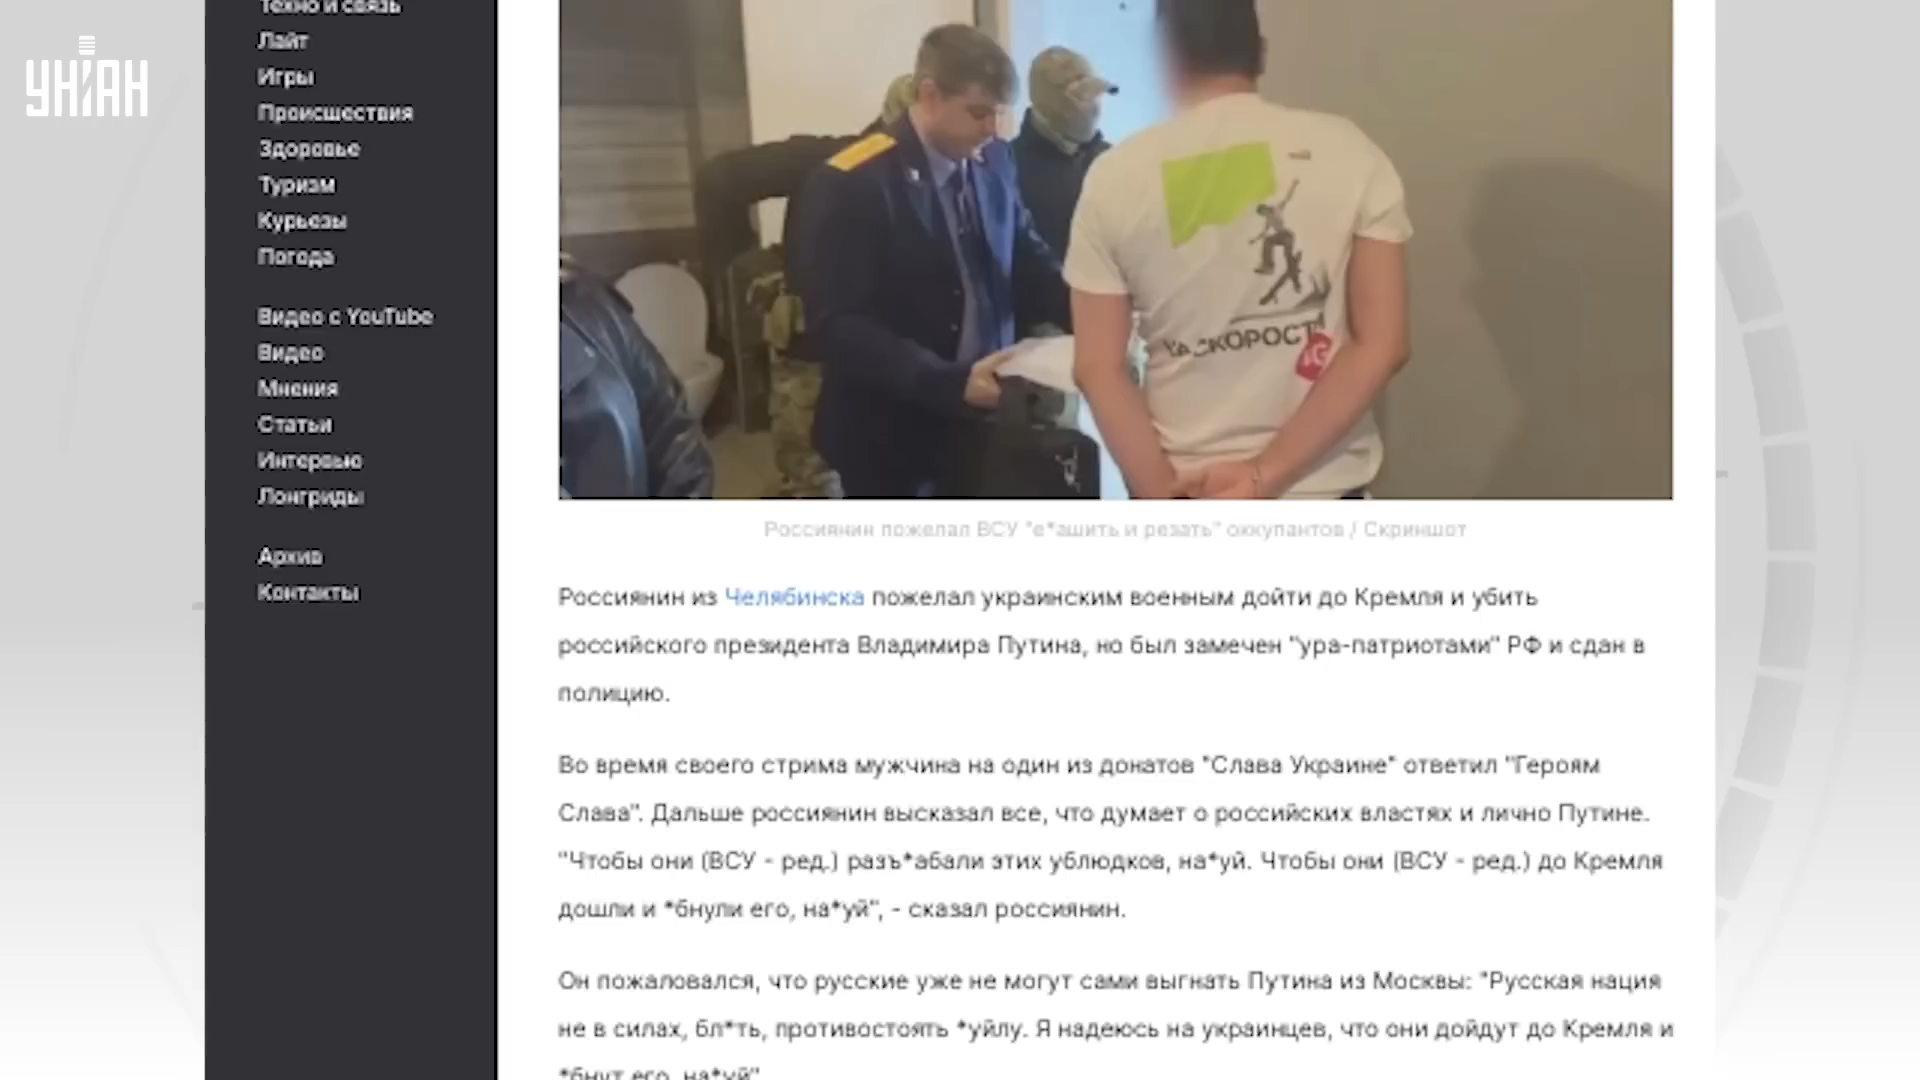 УНІАН
Техно и связь
Лайт
Игры
Происшествия
Здоровье
Туризм
Курьезы
Погода
Видео с YouTube
Видео
Мнения
Статьи
Интервью
Лонгриды
Архив
Контакты
Россиянин пожелал ВСУ "е*ашить и резать" оккупантов / Скриншот
Россиянин из Челябинска пожелал украинским военным дойти до Кремля и убить
российского президента Владимира Путина, но был замечен "ура-патриотами" РФ и сдан в
полицию.
Во время своего стрима мужчина на один из донатов "Слава Украине" ответил "Героям
Слава". Дальше россиянин высказал все, что думает о российских властях и лично Путине.
"Чтобы они (ВСУ - ред.) разъ*абали этих ублюдков, на*уй. Чтобы они (ВСУ - ред.) до Кремля
дошли и *бнули его, на*уй", - сказал россиянин.
Он пожаловался, что русские уже не могут сами выгнать Путина из Москвы: "Русская нация
не в силах, бл*ть, противостоять *уйлу. Я надеюсь на украинцев, что они дойдут до Кремля и
*бнут его, на*уй"